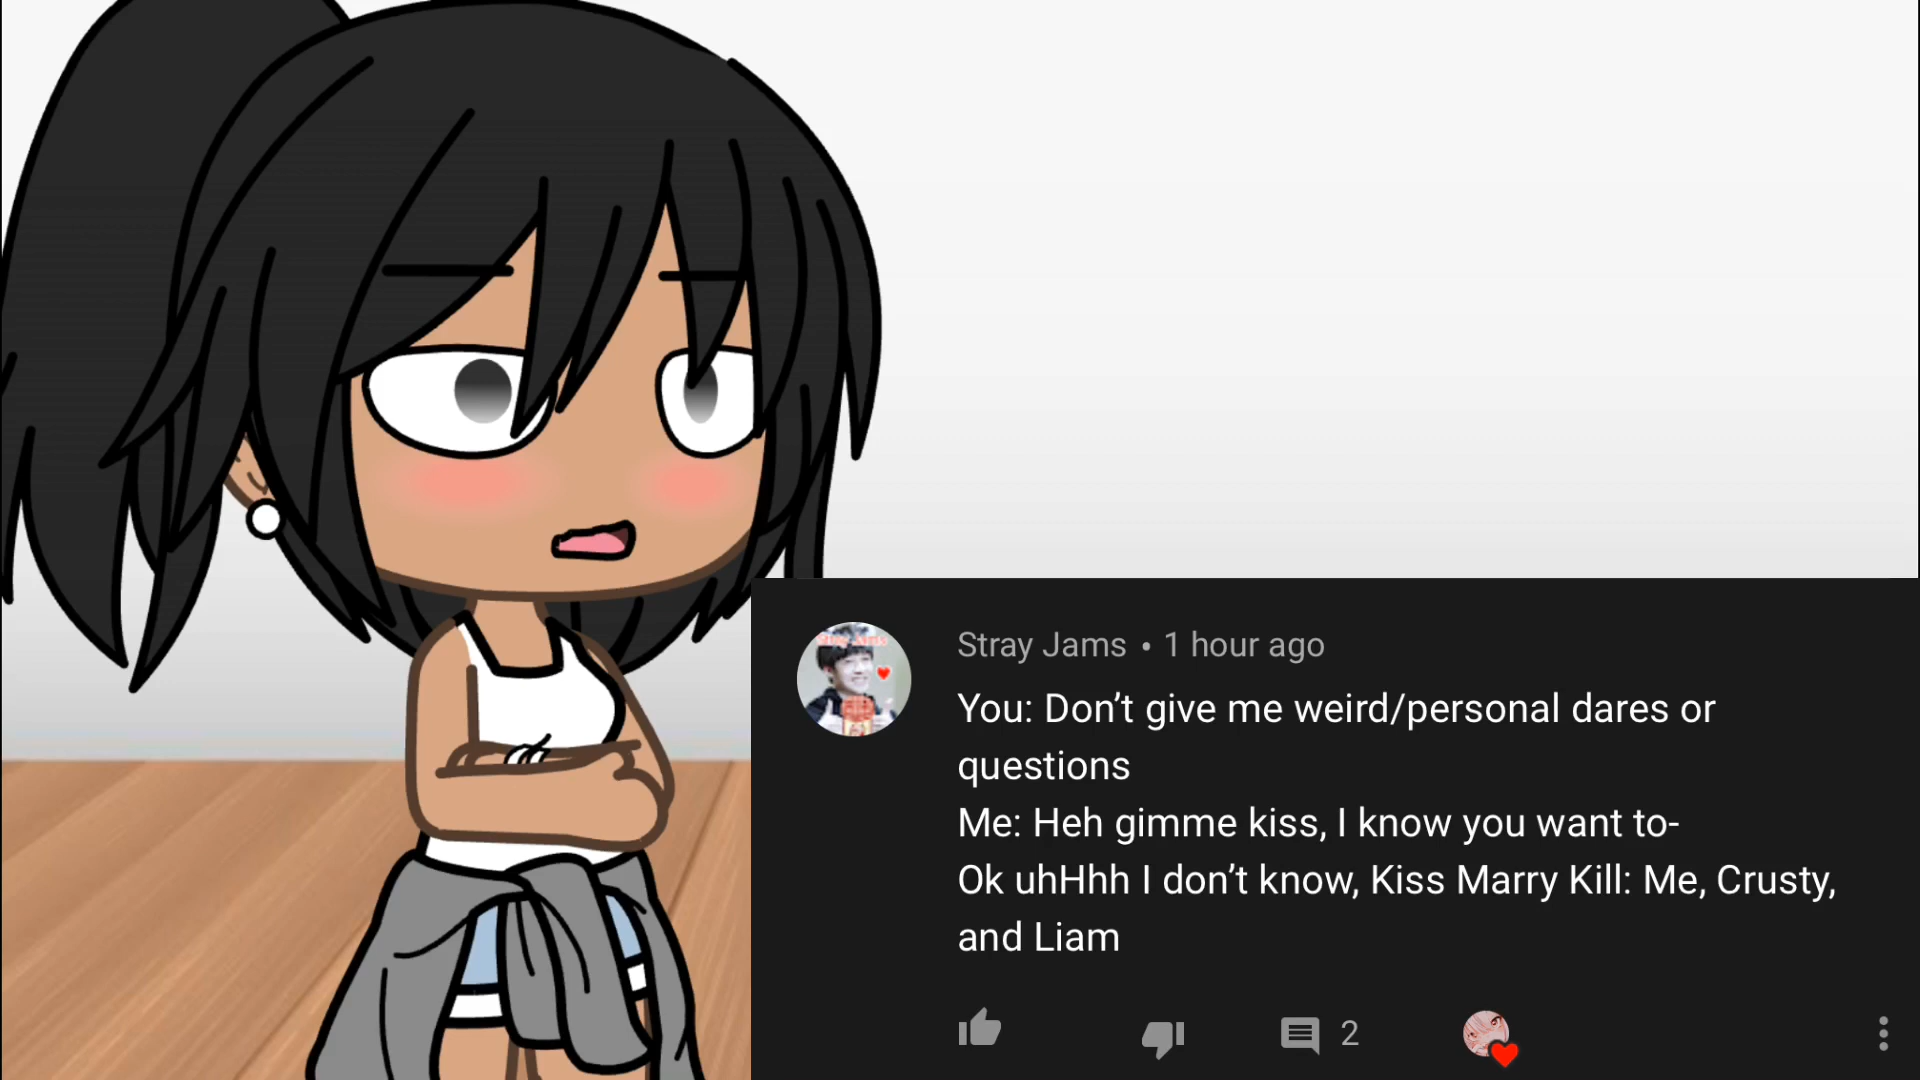 Stray Jams • 1 hour ago
You: Don’t give me weird/personal dares or
questions
Me: Heh gimme kiss, I know you want to-
Ok uhHhh I don’t know, Kiss Marry Kill: Me, Crusty,
and Liam
2